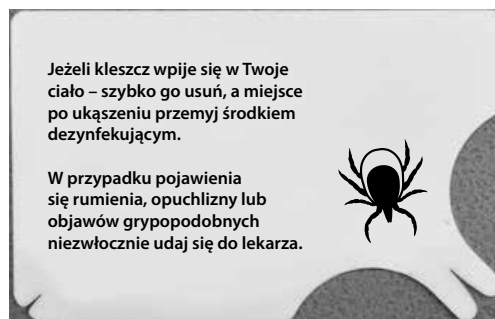 Jeżeli kleszcz wpije się w Twoje
ciało – szybko go usuń, a miejsce
po ukąszeniu przemyj środkiem
dezynfekującym.
W przypadku pojawienia
się rumienia, opuchlizny lub
objawów grypopodobnych
niezwłocznie udaj się do lekarza.